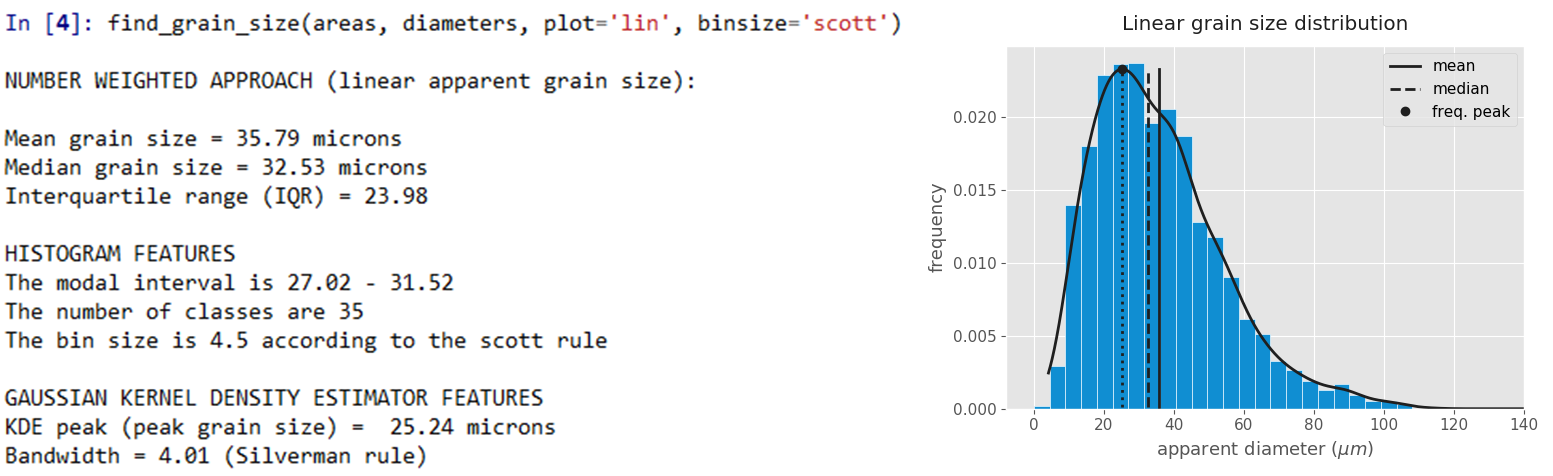 In [4]: find_grain_size(areas, diameters, plot='lin', binsize='scott')
NUMBER WEIGHTED APPROACH (linear apparent grain size):
Mean grain size = 35.79 microns
Median grain size = 32.53 microns
Interquartile range (IQR) = 23.98
HISTOGRAM FEATURES
The modal interval is 27.02 - 31.52
The number of classes are 35
The bin size is 4.5 according to the scott rule
GAUSSIAN KERNEL DENSITY ESTIMATOR FEATURES
KDE peak (peak grain size) =  25.24 microns
Bandwidth = 4.01 (Silverman rule)
Linear grain size distribution
mean
median
freq. peak
frequency
0.020
0.015
0.010
0.005
0.000
0 20 40 60 80 100 120 140
apparent diameter (μm)